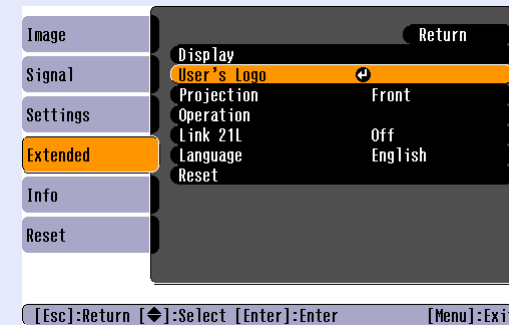 Image
Signal
Settings
Extended
Info
Reset
Return
Display
User's Logo
Projection Front
Operation
Link 21L Off
Language English
Reset
[Esc]:Return [◆]:Select [Enter]:Enter [Menu]:Exit